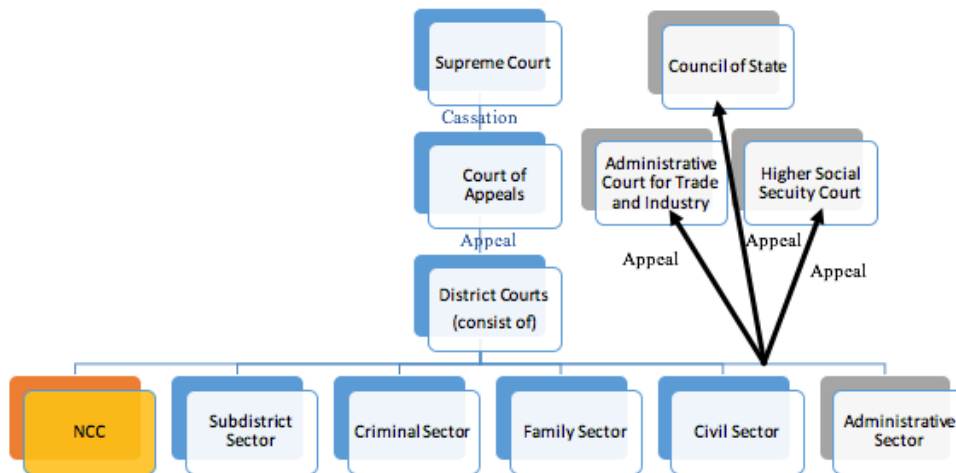 Supreme Court
Council of State
Cassation
Court of
Appeals
Administrative
Court for Trade
and Industry
Higher Social
Secuity Court
Appeal
Appeal
Appeal
Appeal
District Courts
(consist of)
NCC
Subdistrict
Sector
Criminal Sector
Family Sector
Civil Sector
Administrative
Sector